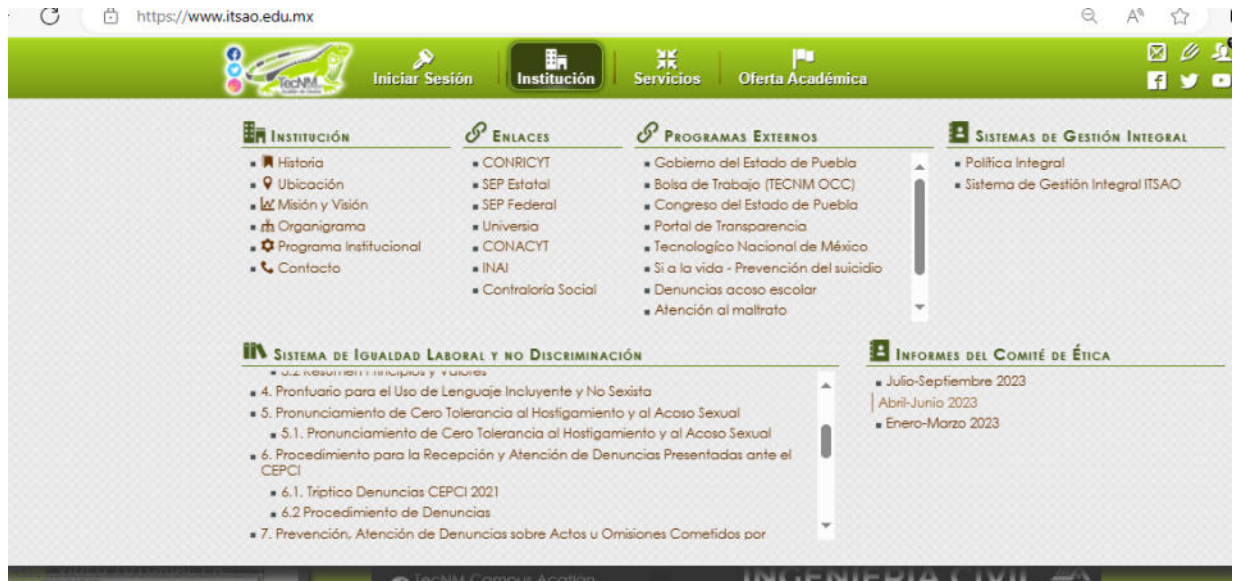 https://www.itsao.edu.mx
TecNM
Iniciar Sesión
Institución
Servicios
Oferta Académica
INSTITUCIÓN
Historia
Ubicación
Misión y Visión
Organigrama
Programa Institucional
Contacto
ENLACES
CONRICYT
SEP Estatal
SEP Federal
Universia
CONACYT
INAI
Contraloría Social
PROGRAMAS EXTERNOS
Gobierno del Estado de Puebla
Bolsa de Trabajo (TECNM OCC)
Congreso del Estado de Puebla
Portal de Transparencia
Tecnologíco Nacional de México
Si a la vida - Prevención del suicidio
Denuncias acoso escolar
Atención al maltrato
SISTEMAS DE GESTIÓN INTEGRAL
Política Integral
Sistema de Gestión Integral ITSAO
SISTEMA DE IGUALDAD LABORAL Y NO DISCRIMINACIÓN
3.2 Resumen Principios y Valores
4. Prontuario para el Uso de Lenguaje Incluyente y No Sexista
5. Pronunciamiento de Cero Tolerancia al Hostigamiento y al Acoso Sexual
5.1. Pronunciamiento de Cero Tolerancia al Hostigamiento y al Acoso Sexual
6. Procedimiento para la Recepción y Atención de Denuncias Presentadas ante el
CEPCI
6.1. Triptico Denuncias CEPCI 2021
6.2 Procedimiento de Denuncias
7. Prevención, Atención de Denuncias sobre Actos u Omisiones Cometidos por
INFORMES DEL COMITÉ DE ÉTICA
Julio-Septiembre 2023
Abril-Junio 2023
Enero-Marzo 2023
TecNM Campus Acatlán
INGENIERIA CIVIL